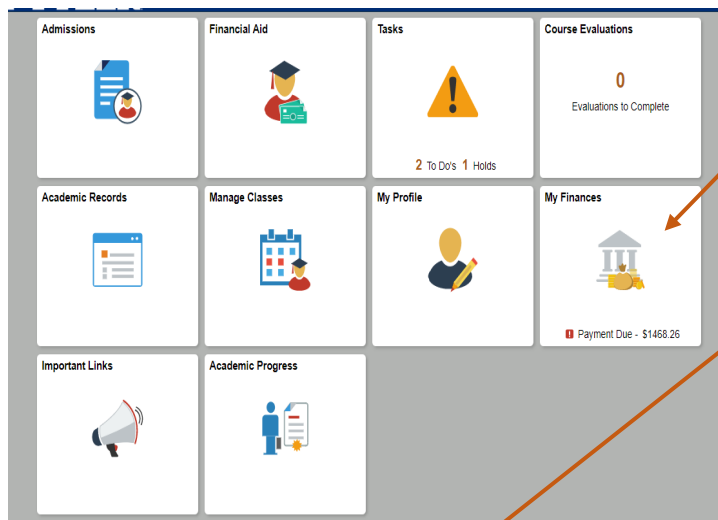 Admissions
Financial Aid
Tasks
Course Evaluations
0
Evaluations to Complete
2 To Do's 1 Holds
Academic Records
Manage Classes
My Profile
My Finances
Payment Due - $1468.26
Important Links
Academic Progress